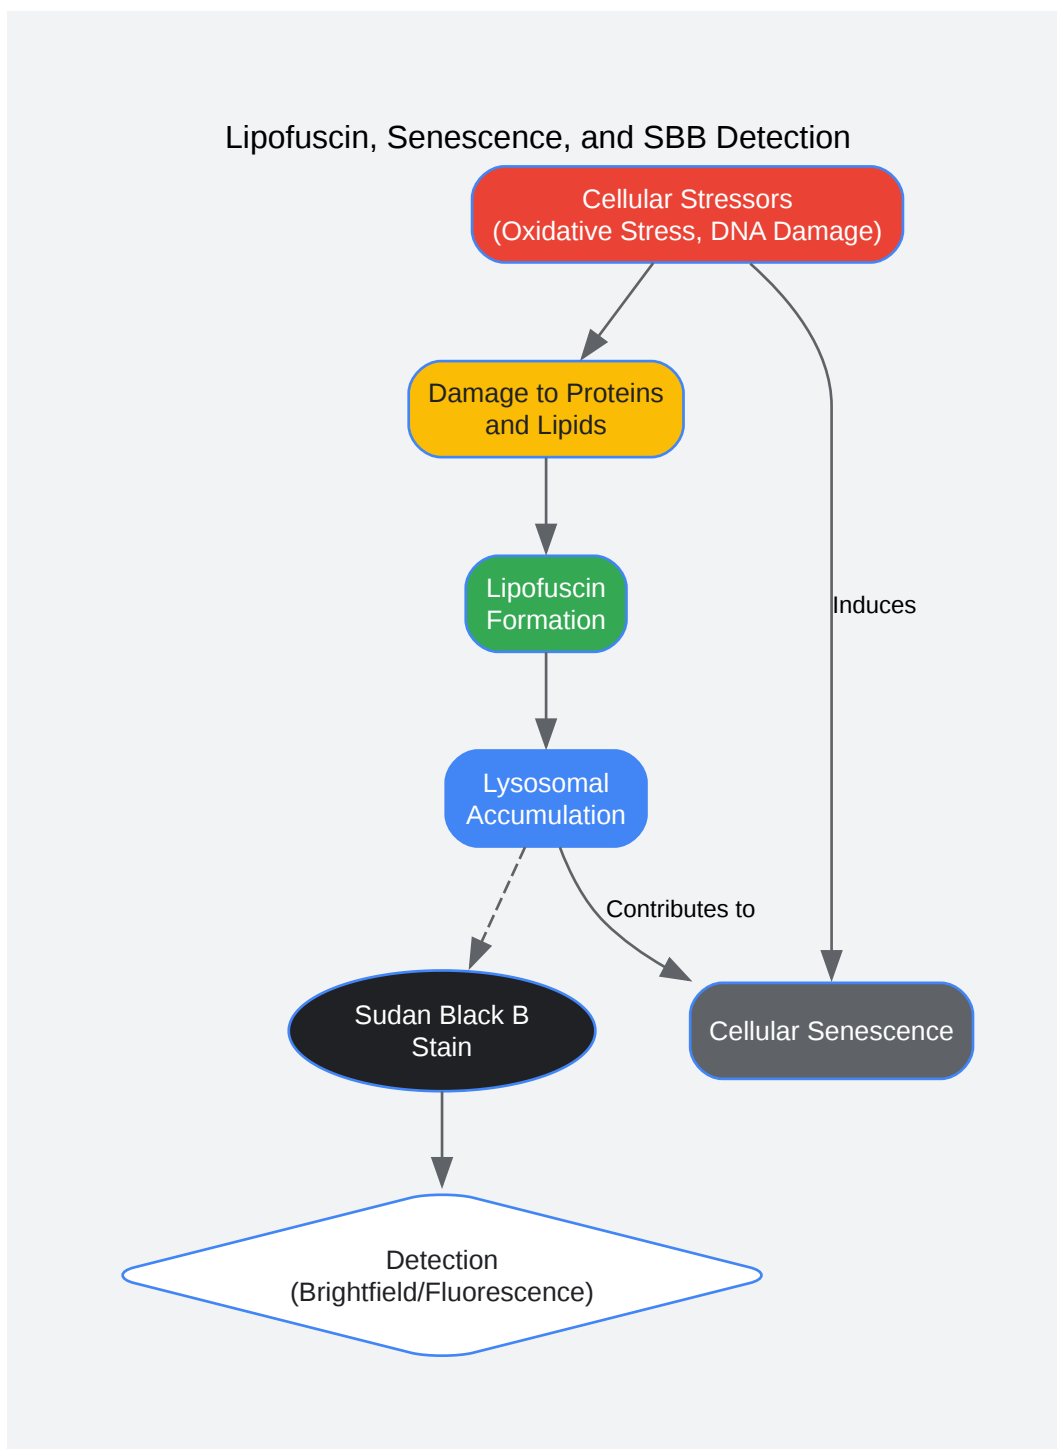 Lipofuscin, Senescence, and SBB Detection
Cellular Stressors
(Oxidative Stress, DNA Damage)
Damage to Proteins
and Lipids
Lipofuscin
Formation
Induces
Lysosomal
Accumulation
Contributes to
Sudan Black B
Stain
Cellular Senescence
Detection
(Brightfield/Fluorescence)